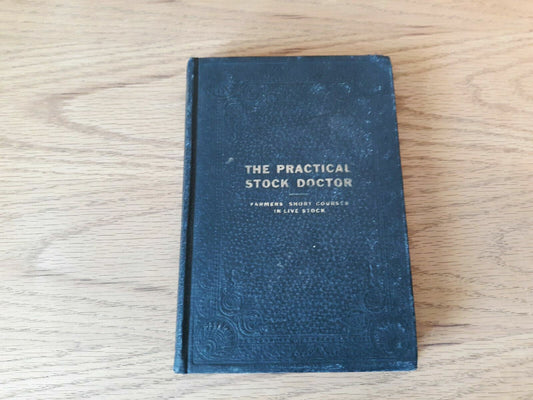 THE PRACTICAL
STOCK DOCTOR
FARMERS SHORT COURSES
IN LIVE STOCK